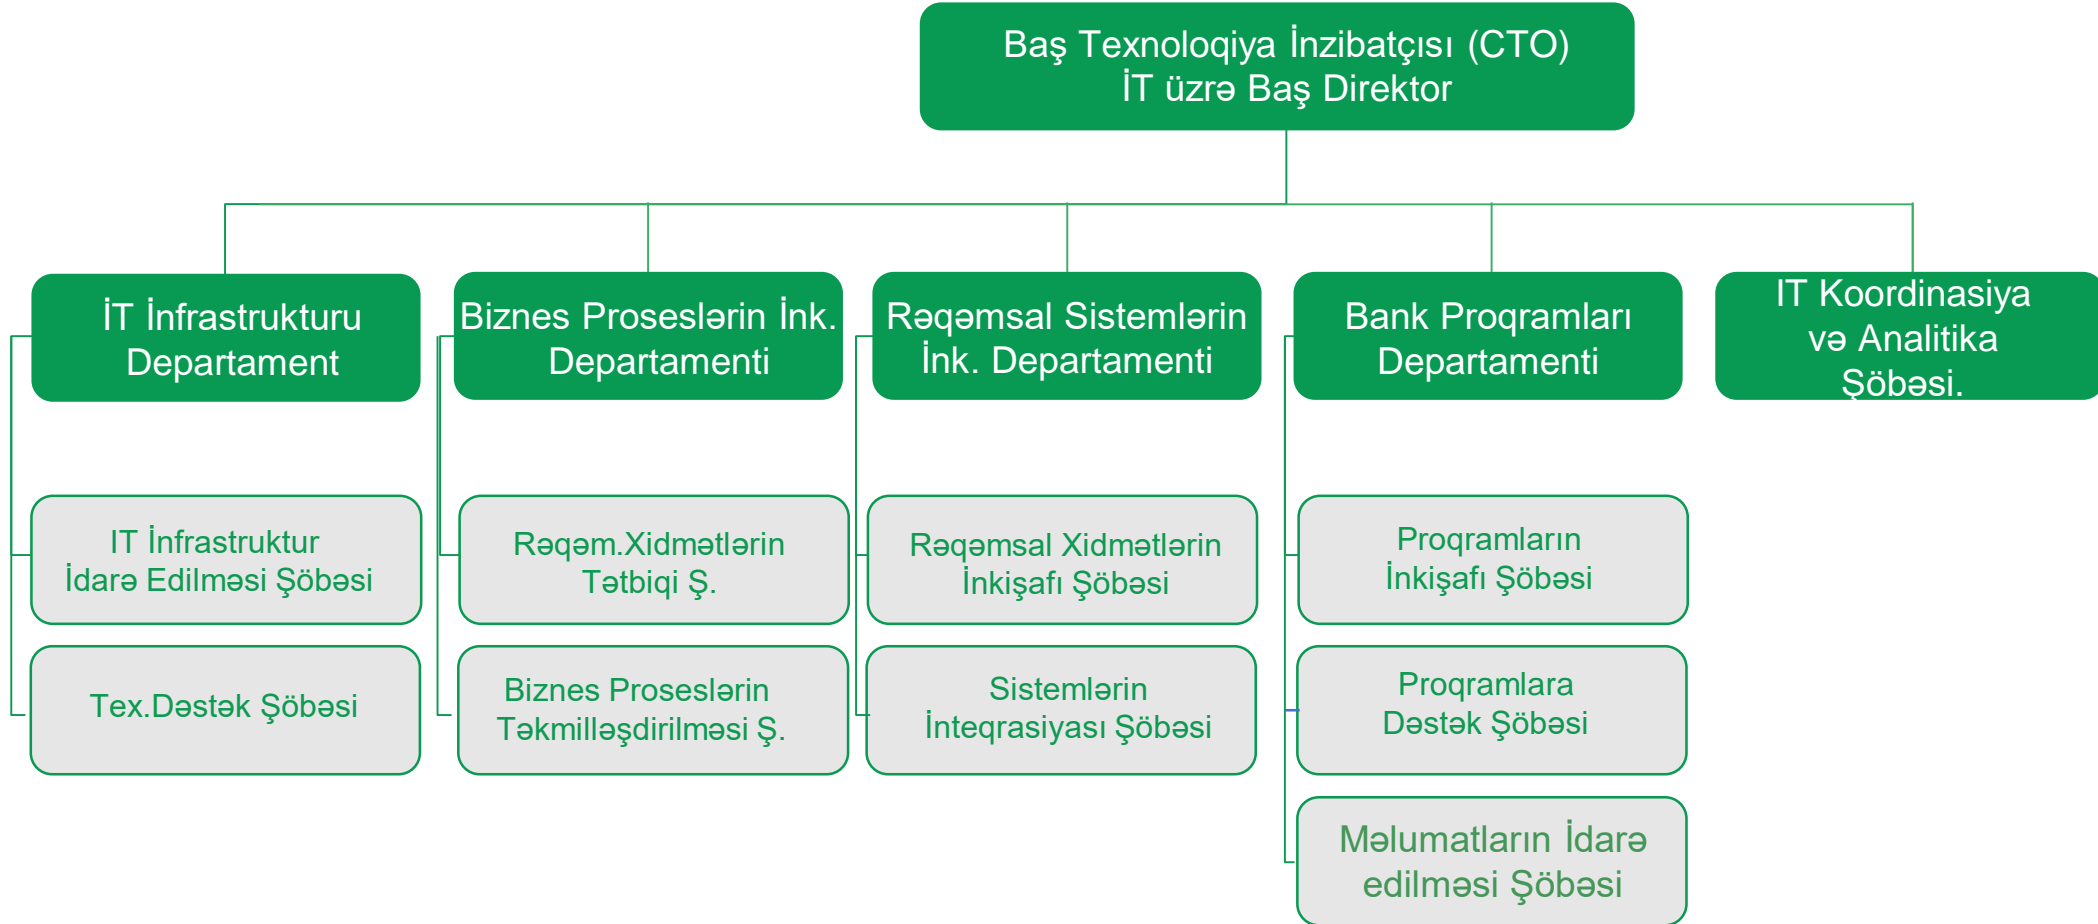 Baş Texnoloqiya İnzibatçısı (CTO)
İT üzrə Baş Direktor
İT İnfrastrukturu
Departament
Biznes Proseslərin İnk.
Departamenti
Rəqəmsal Sistemlərin
İnk. Departamenti
Bank Proqramları
Departamenti
IT Koordinasiya
və Analitika
Şöbəsi.
IT İnfrastruktur
İdarə Edilməsi Şöbəsi
Rəqəm.Xidmətlərin
Tətbiqi Ş.
Rəqəmsal Xidmətlərin
İnkişafı Şöbəsi
Proqramların
İnkişafı Şöbəsi
Tex.Dəstək Şöbəsi
Biznes Proseslərin
Təkmilləşdirilməsi Ş.
Sistemlərin
İnteqrasiyası Şöbəsi
Proqramlara
Dəstək Şöbəsi
Məlumatların İdarə
edilməsi Şöbəsi